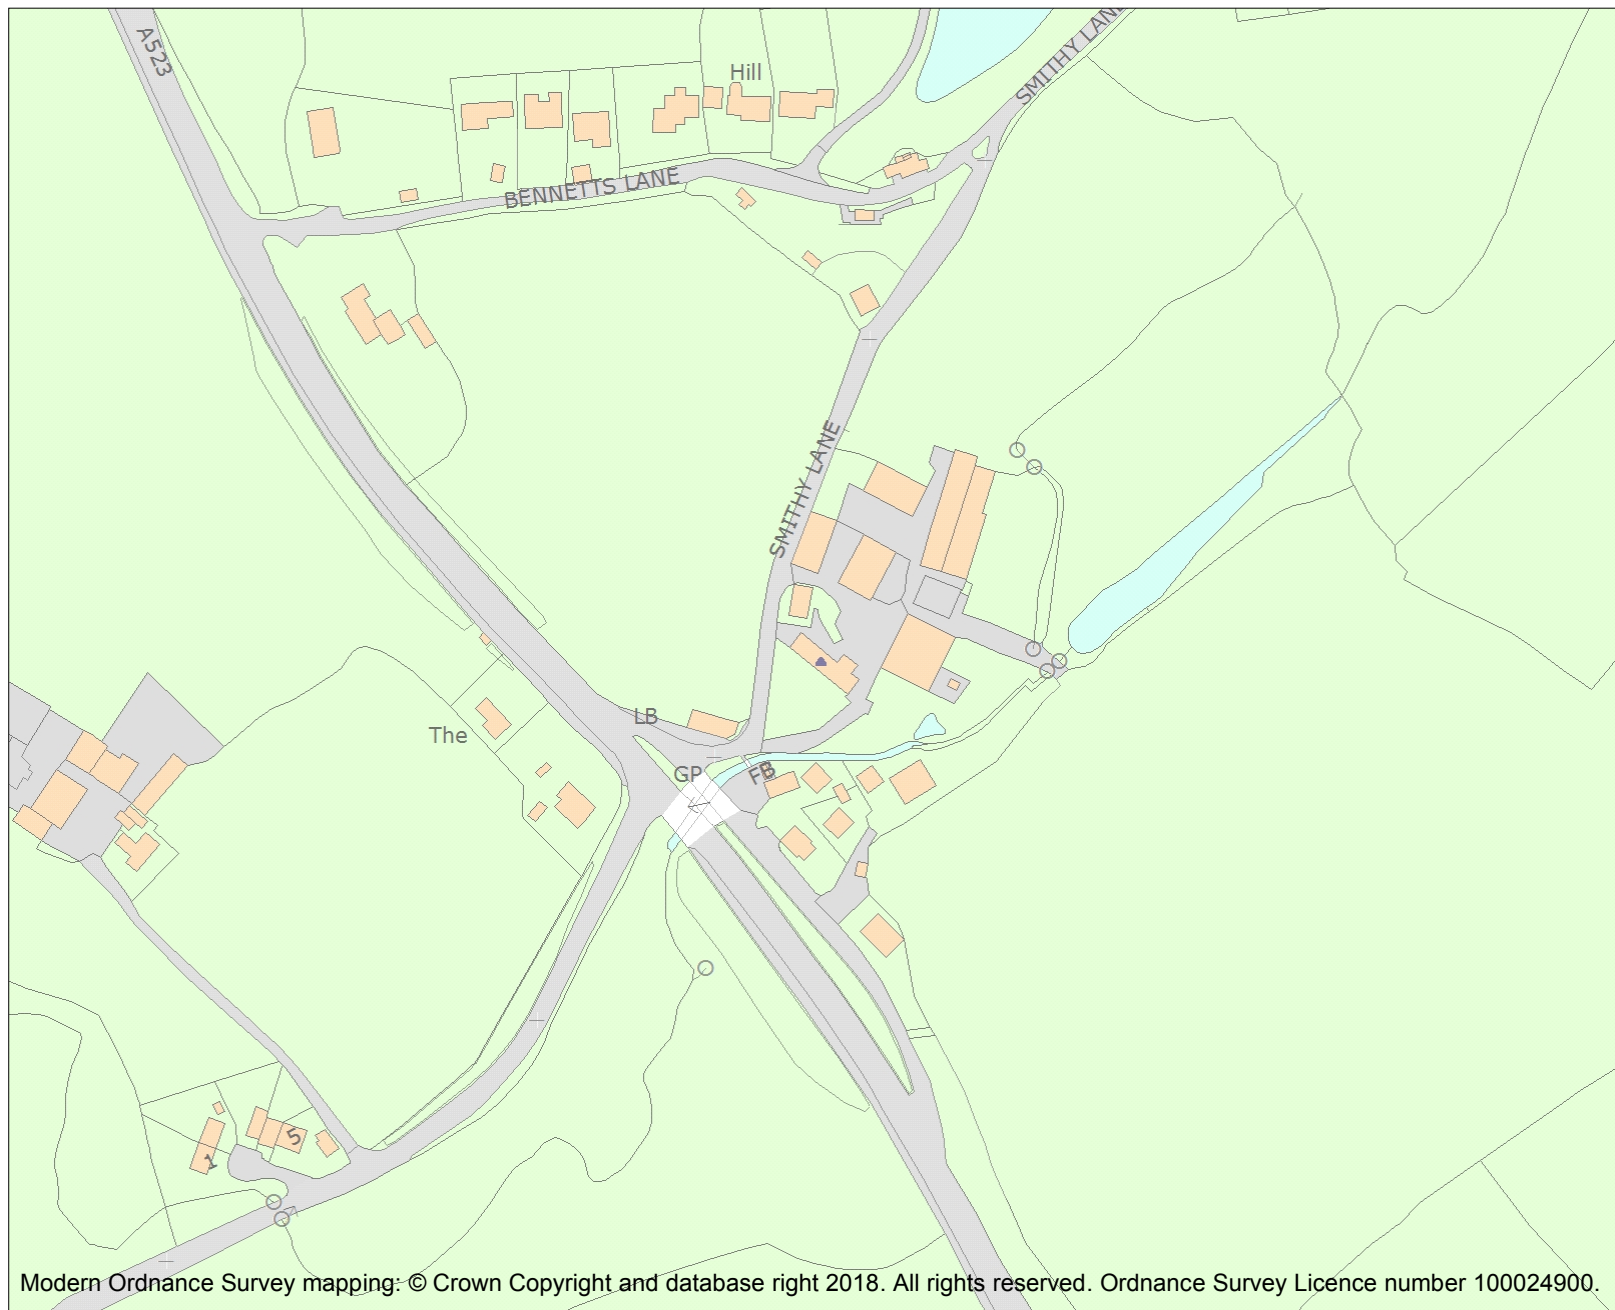 A523
SMITHY LANE
Hill
BENNETTS LANE
SMITHY LANE
LB
The
GP
FB
5
1
Modern Ordnance Survey mapping: © Crown Copyright and database right 2018. All rights reserved. Ordnance Survey Licence number 100024900.